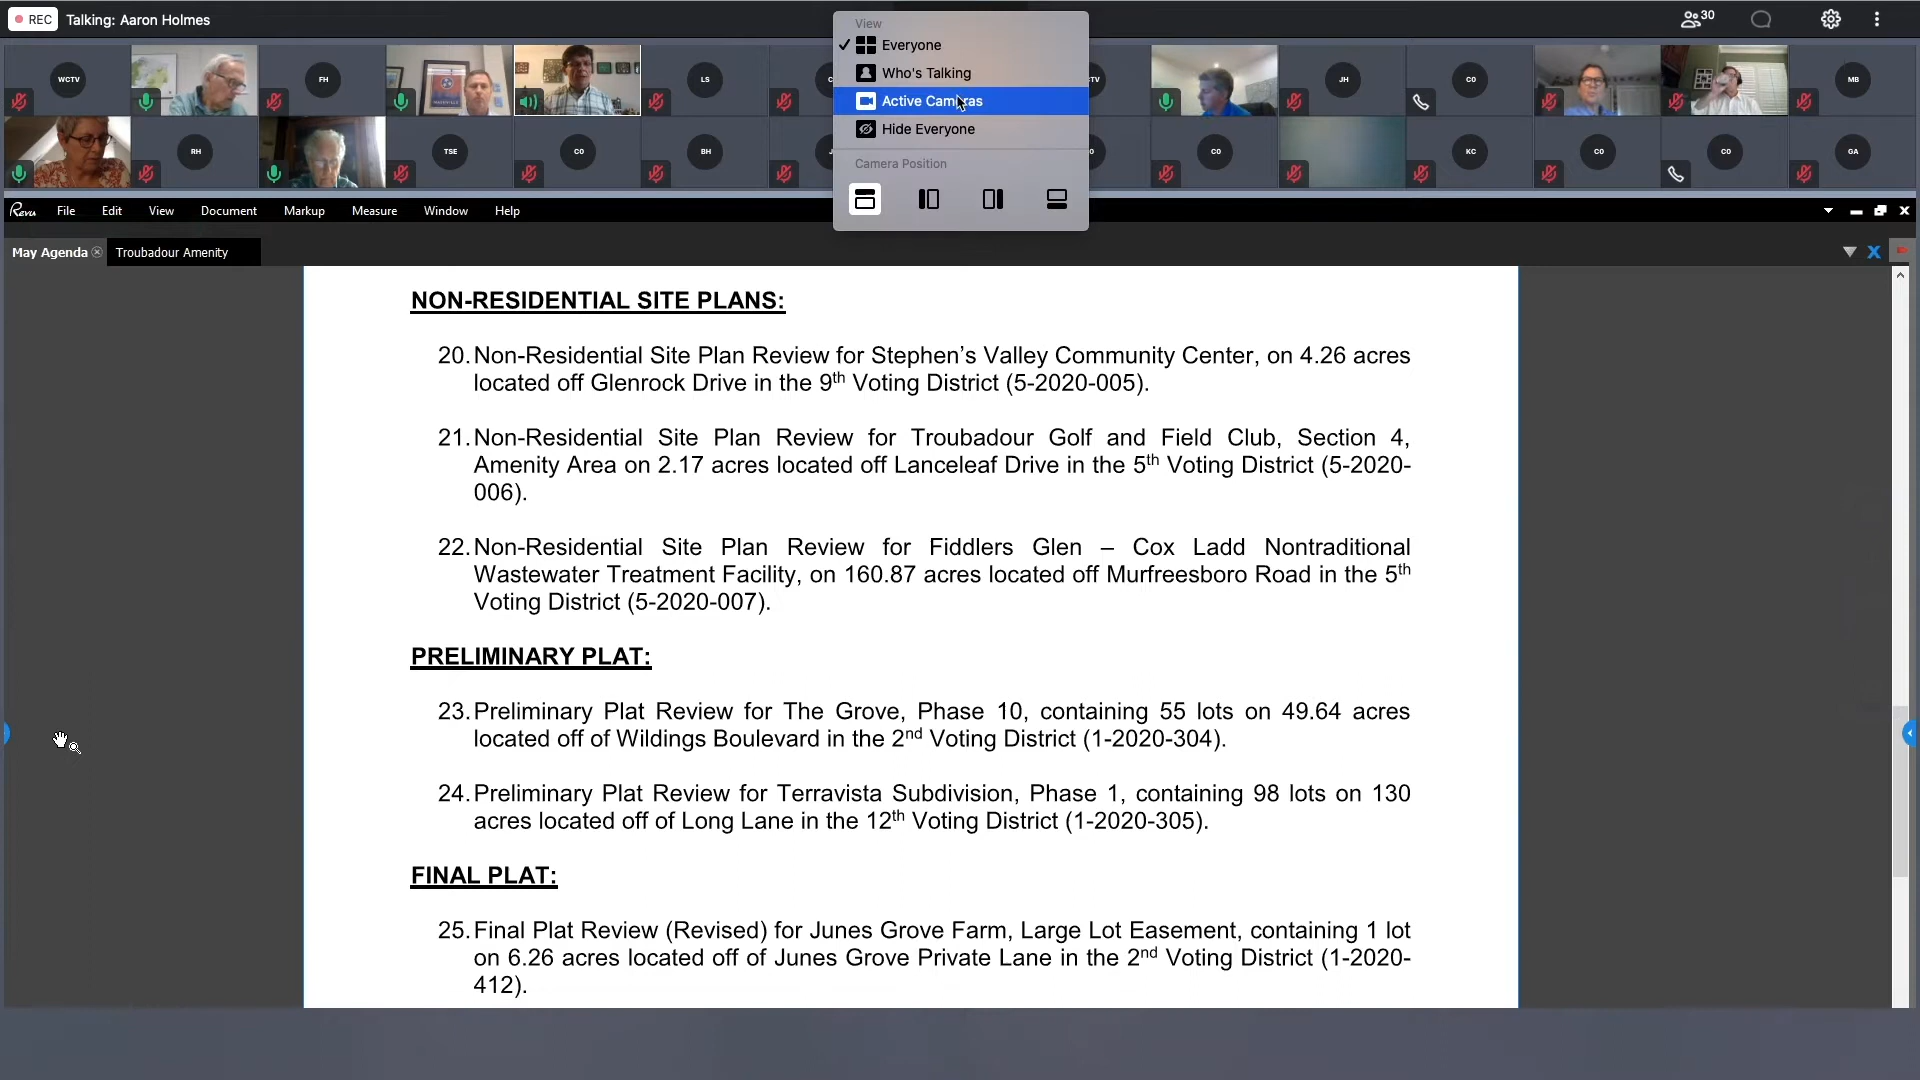 REC Talking: Aaron Holmes
30
View
Everyone
Who's Talking
Active Cameras
Hide Everyone
Camera Position
WCTV
FH
LS
JH
CO
MB
RH
TSE
CO
BH
CO
KC
CO
CO
GA
Revu File Edit View Document Markup Measure Window Help
May Agenda
Troubadour Amenity
NON-RESIDENTIAL SITE PLANS:
20. Non-Residential Site Plan Review for Stephen's Valley Community Center, on 4.26 acres
located off Glenrock Drive in the 9th Voting District (5-2020-005).
21. Non-Residential Site Plan Review for Troubadour Golf and Field Club, Section 4,
Amenity Area on 2.17 acres located off Lanceleaf Drive in the 5th Voting District (5-2020-
006).
22. Non-Residential Site Plan Review for Fiddlers Glen – Cox Ladd Nontraditional
Wastewater Treatment Facility, on 160.87 acres located off Murfreesboro Road in the 5th
Voting District (5-2020-007).
PRELIMINARY PLAT:
23. Preliminary Plat Review for The Grove, Phase 10, containing 55 lots on 49.64 acres
located off of Wildings Boulevard in the 2nd Voting District (1-2020-304).
24. Preliminary Plat Review for Terravista Subdivision, Phase 1, containing 98 lots on 130
acres located off of Long Lane in the 12th Voting District (1-2020-305).
FINAL PLAT:
25. Final Plat Review (Revised) for Junes Grove Farm, Large Lot Easement, containing 1 lot
on 6.26 acres located off of Junes Grove Private Lane in the 2nd Voting District (1-2020-
412).